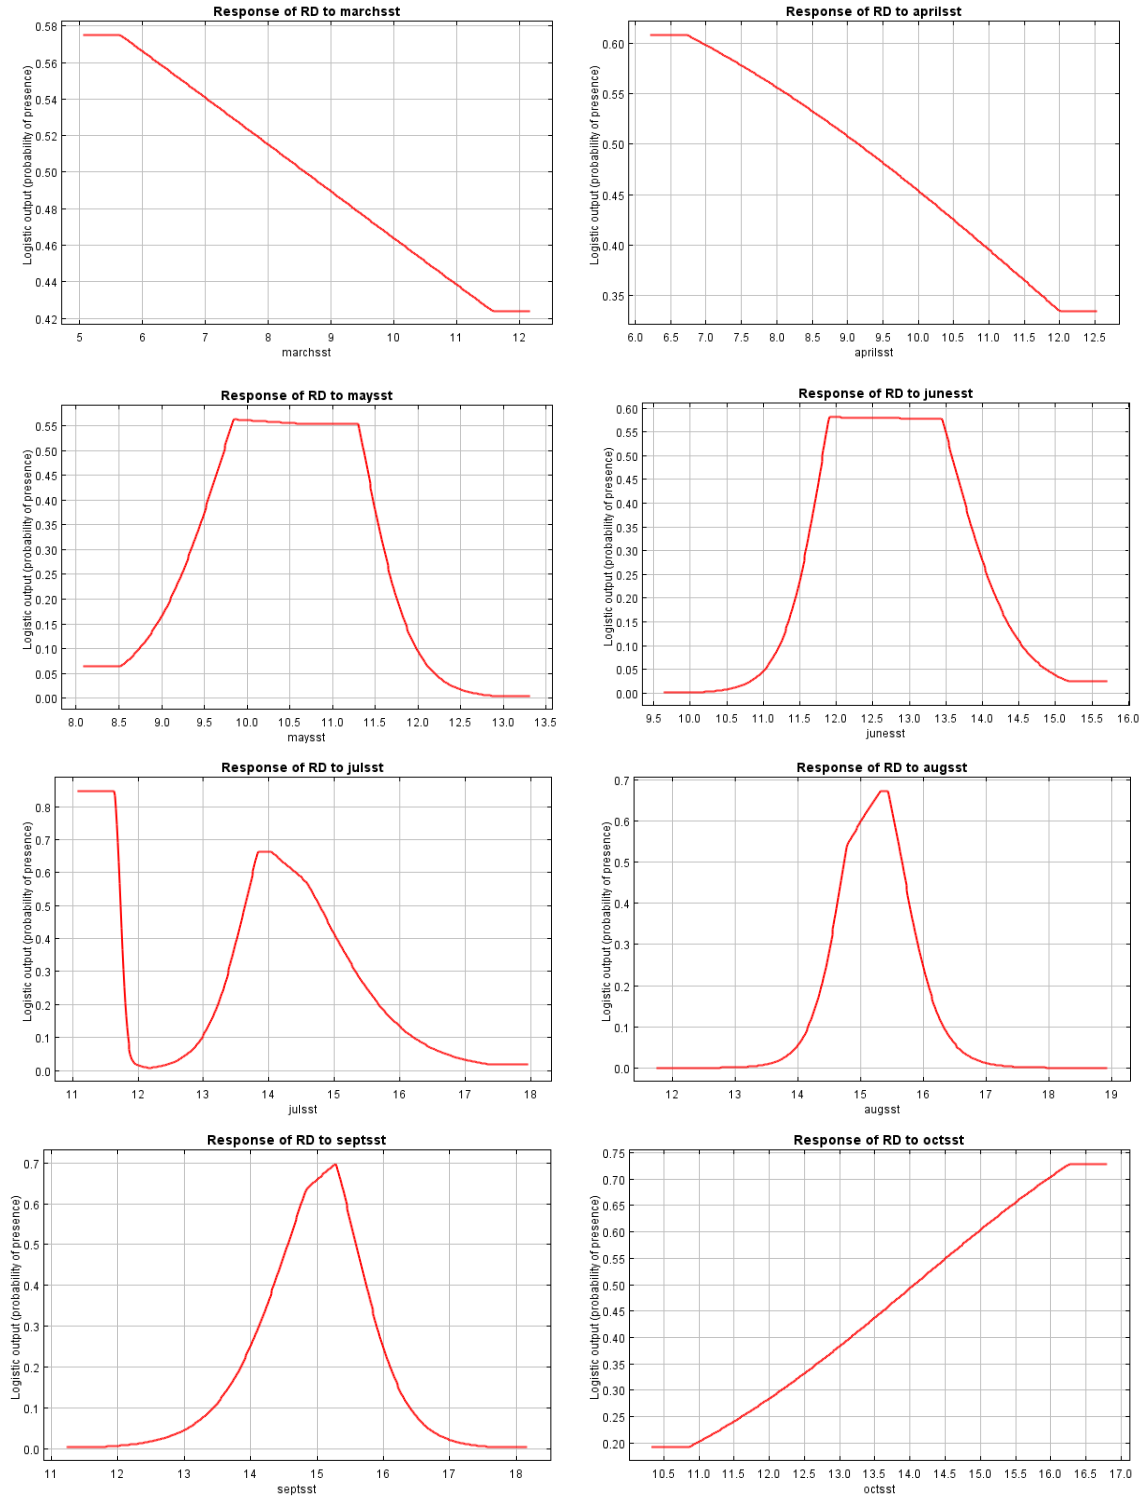 Response of RD to marchsst
Logistic output (probability of presence)
0.58
0.56
0.54
0.52
0.50
0.48
0.46
0.44
0.42
5 6 7 8 9 10 11 12
marchsst
Response of RD to aprilsst
Logistic output (probability of presence)
0.60
0.55
0.50
0.45
0.40
0.35
6.0 6.5 7.0 7.5 8.0 8.5 9.0 9.5 10.0 10.5 11.0 11.5 12.0 12.5
aprilsst
Response of RD to maysst
Logistic output (probability of presence)
0.55
0.50
0.45
0.40
0.35
0.30
0.25
0.20
0.15
0.10
0.05
0.00
8.0 8.5 9.0 9.5 10.0 10.5 11.0 11.5 12.0 12.5 13.0 13.5
maysst
Response of RD to junesst
Logistic output (probability of presence)
0.60
0.55
0.50
0.45
0.40
0.35
0.30
0.25
0.20
0.15
0.10
0.05
0.00
9.5 10.0 10.5 11.0 11.5 12.0 12.5 13.0 13.5 14.0 14.5 15.0 15.5 16.0
junesst
Response of RD to julsst
Logistic output (probability of presence)
0.8
0.7
0.6
0.5
0.4
0.3
0.2
0.1
0.0
11 12 13 14 15 16 17 18
julsst
Response of RD to augsst
Logistic output (probability of presence)
0.7
0.6
0.5
0.4
0.3
0.2
0.1
0.0
12 13 14 15 16 17 18 19
augsst
Response of RD to septsst
Logistic output (probability of presence)
0.7
0.6
0.5
0.4
0.3
0.2
0.1
0.0
11 12 13 14 15 16 17 18
septsst
Response of RD to octsst
Logistic output (probability of presence)
0.75
0.70
0.65
0.60
0.55
0.50
0.45
0.40
0.35
0.30
0.25
0.20
10.5 11.0 11.5 12.0 12.5 13.0 13.5 14.0 14.5 15.0 15.5 16.0 16.5 17.0
octsst